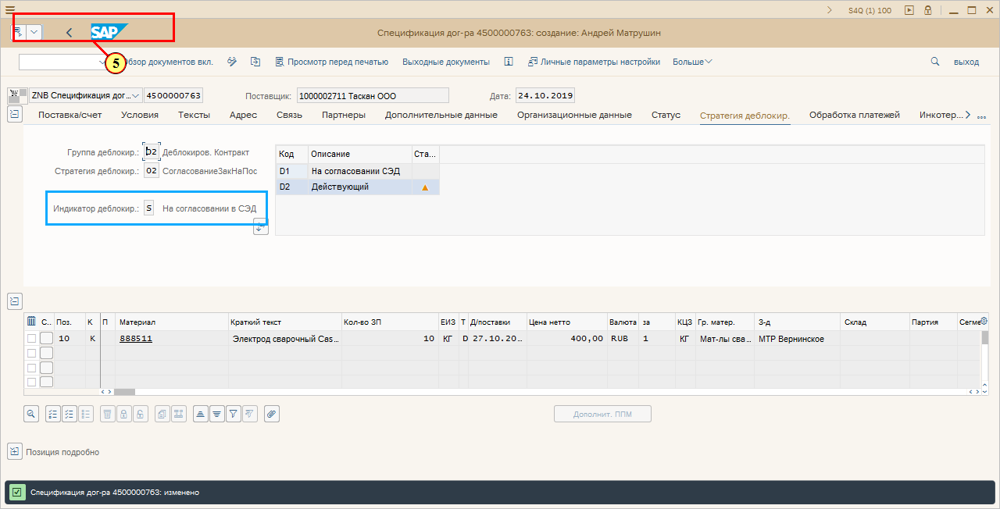 S4Q (1) 100
SAP
Спецификация дог-ра 4500000763: создание: Андрей Матрушин
5
бзор документов вкл. Просмотр перед печатью Выходные документы Личные параметры настройки Больше выход
ZNB Спецификация дог... 4500000763 Поставщик: 1000002711 Таскан ООО Дата: 24.10.2019
Поставка/счет Условия Тексты Адрес Связь Партнеры Дополнительные данные Организационные данные Статус Стратегия деблокир. Обработка платежей Инкотер...
Группа деблокир.: 02 Деблокиров. Контракт
Стратегия деблокир.: 02 СогласованиеЗакНаПос
Индикатор деблокир.: S На согласовании в СЭД
Код Описание Ста...
D1 На согласовании СЭД
D2 Действующий
С.. Поз. К П Материал Краткий текст Кол-во ЗП ЕИЗ Т Д/поставки Цена нетто Валюта за КЦЗ Гр. матер. З-д Склад Партия Сегме
10 К 888511 Электрод сварочный Cas... 10 КГ D 27.10.20... 400,00 RUB 1 КГ Мат-лы сва... МТР Вернинское
Дополнит. ППМ
Позиция подробно
Спецификация дог-ра 4500000763: изменено